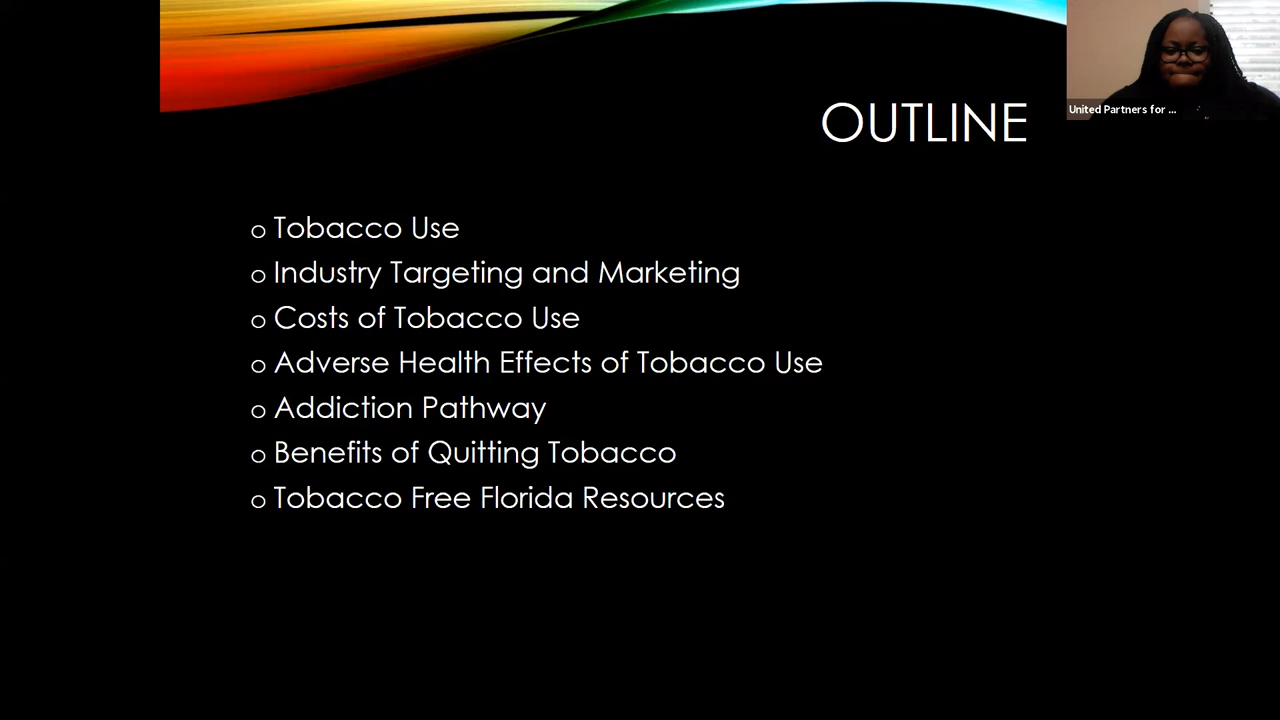 United Partners for ...
OUTLINE
o Tobacco Use
o Industry Targeting and Marketing
o Costs of Tobacco Use
o Adverse Health Effects of Tobacco Use
o Addiction Pathway
o Benefits of Quitting Tobacco
o Tobacco Free Florida Resources